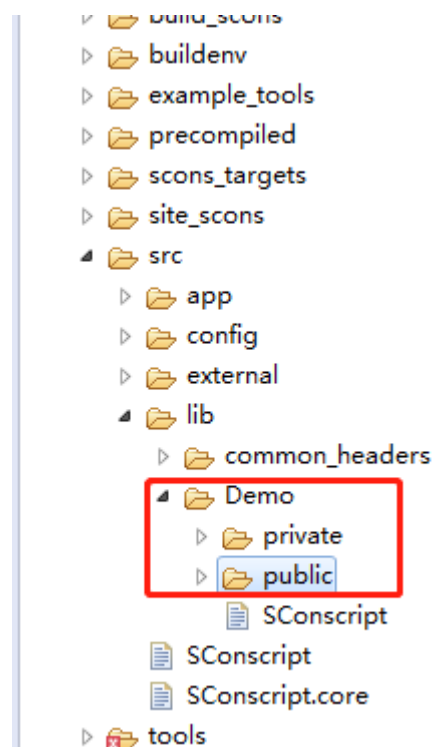 build_scons
buildenv
example_tools
precompiled
scons_targets
site_scons
src
app
config
external
lib
common_headers
Demo
private
public
SConscript
SConscript
SConscript.core
tools